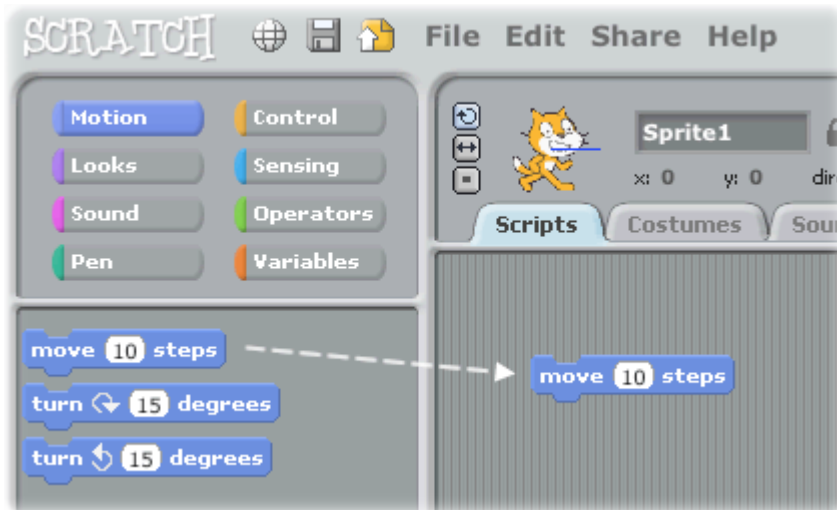 SCRATCH File Edit Share Help
Motion Control
Looks Sensing
Sound Operators
Pen Variables
Sprite1
x: 0 y: 0
Scripts Costumes
move 10 steps
turn 15 degrees
turn 15 degrees
move 10 steps